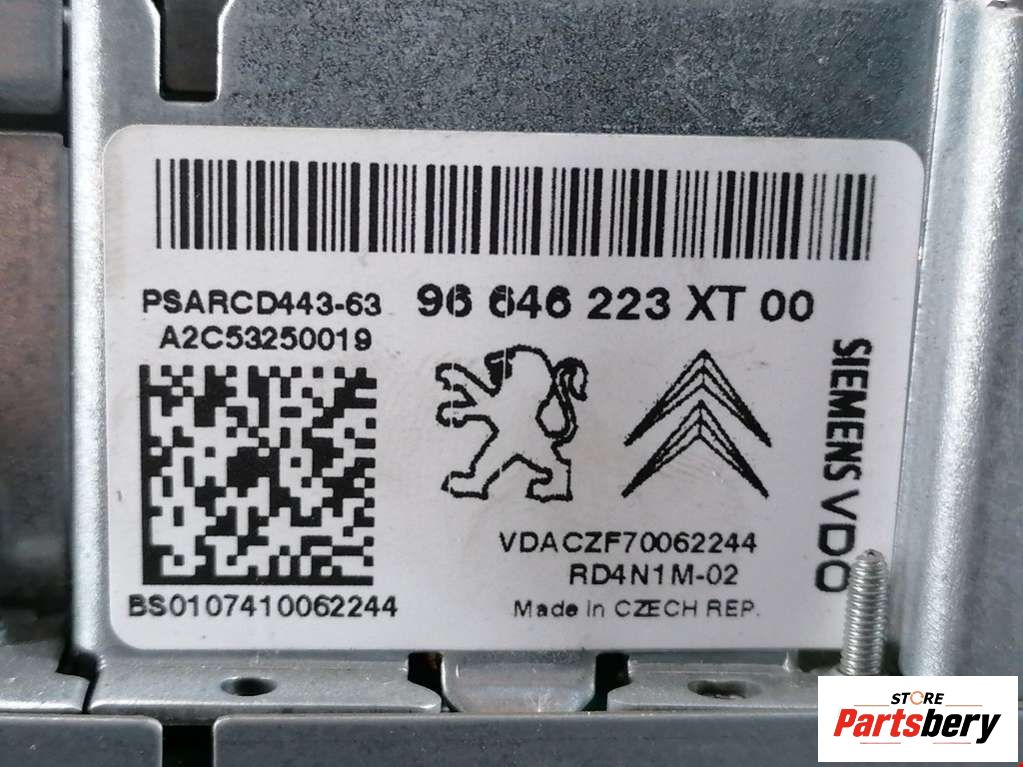 PSARCD443-63 96 646 223 XT 00
A2C53250019
SIEMENS VDO
VDACZF70062244
RD4N1M-02
BS0107410062244
Made in CZECH REP.
STORE
Partsbery